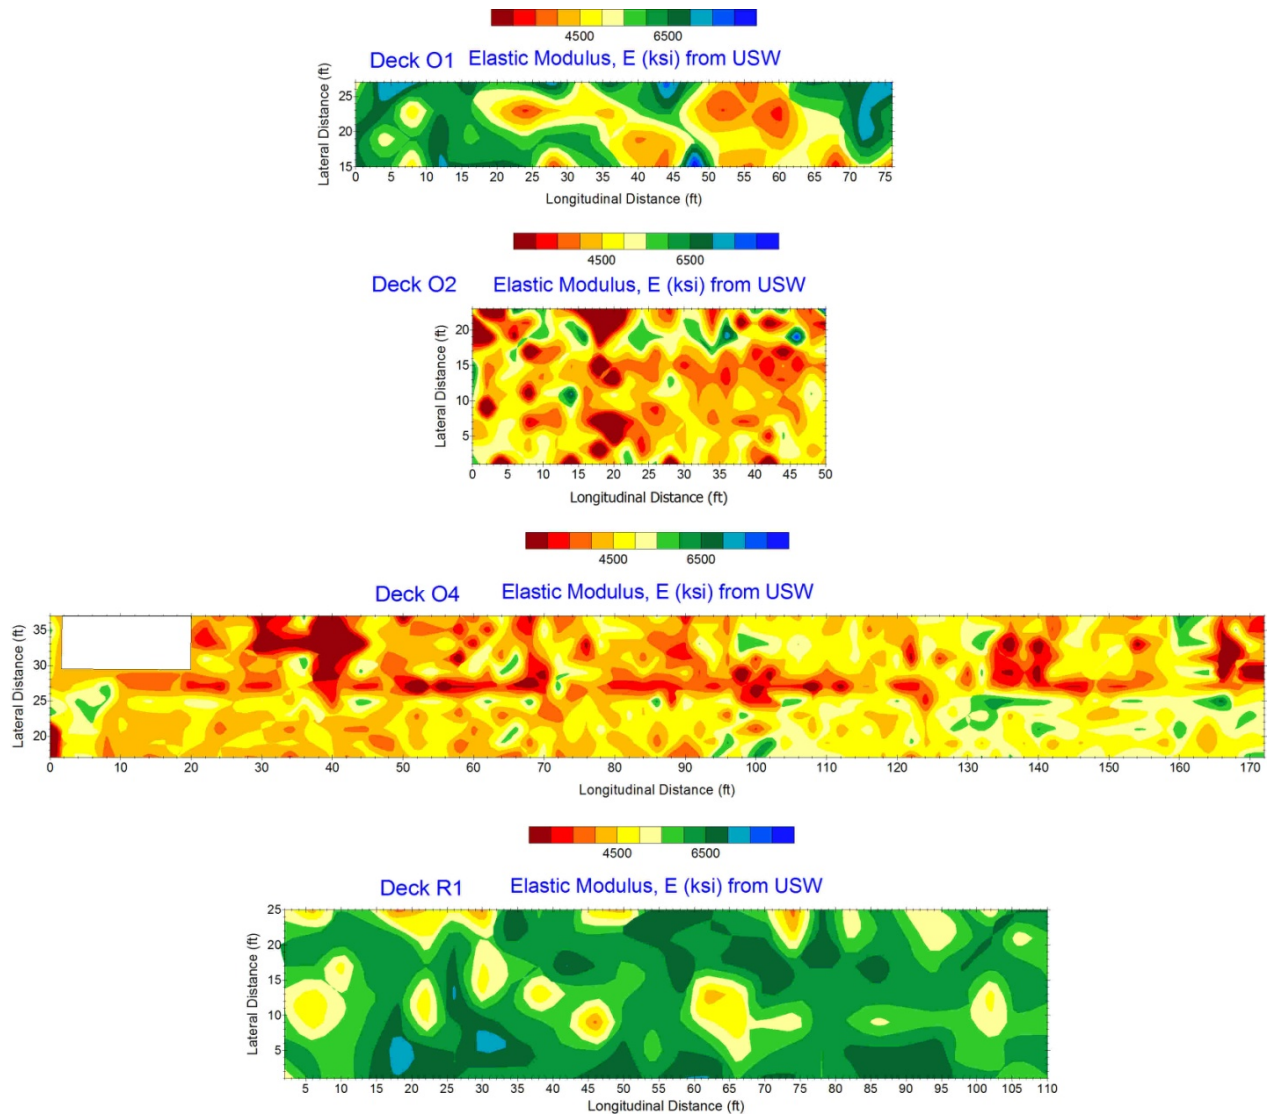 4500 6500
Deck O1 Elastic Modulus, E (ksi) from USW
Lateral Distance (ft)
25
20
15
0 5 10 15 20 25 30 35 40 45 50 55 60 65 70 75
Longitudinal Distance (ft)
4500 6500
Deck O2 Elastic Modulus, E (ksi) from USW
Lateral Distance (ft)
20
15
10
5
0 5 10 15 20 25 30 35 40 45 50
Longitudinal Distance (ft)
4500 6500
Deck O4 Elastic Modulus, E (ksi) from USW
Lateral Distance (ft)
35
30
25
20
0 10 20 30 40 50 60 70 80 90 100 110 120 130 140 150 160 170
Longitudinal Distance (ft)
4500 6500
Deck R1 Elastic Modulus, E (ksi) from USW
Lateral Distance (ft)
25
20
15
10
5
5 10 15 20 25 30 35 40 45 50 55 60 65 70 75 80 85 90 95 100 105 110
Longitudinal Distance (ft)